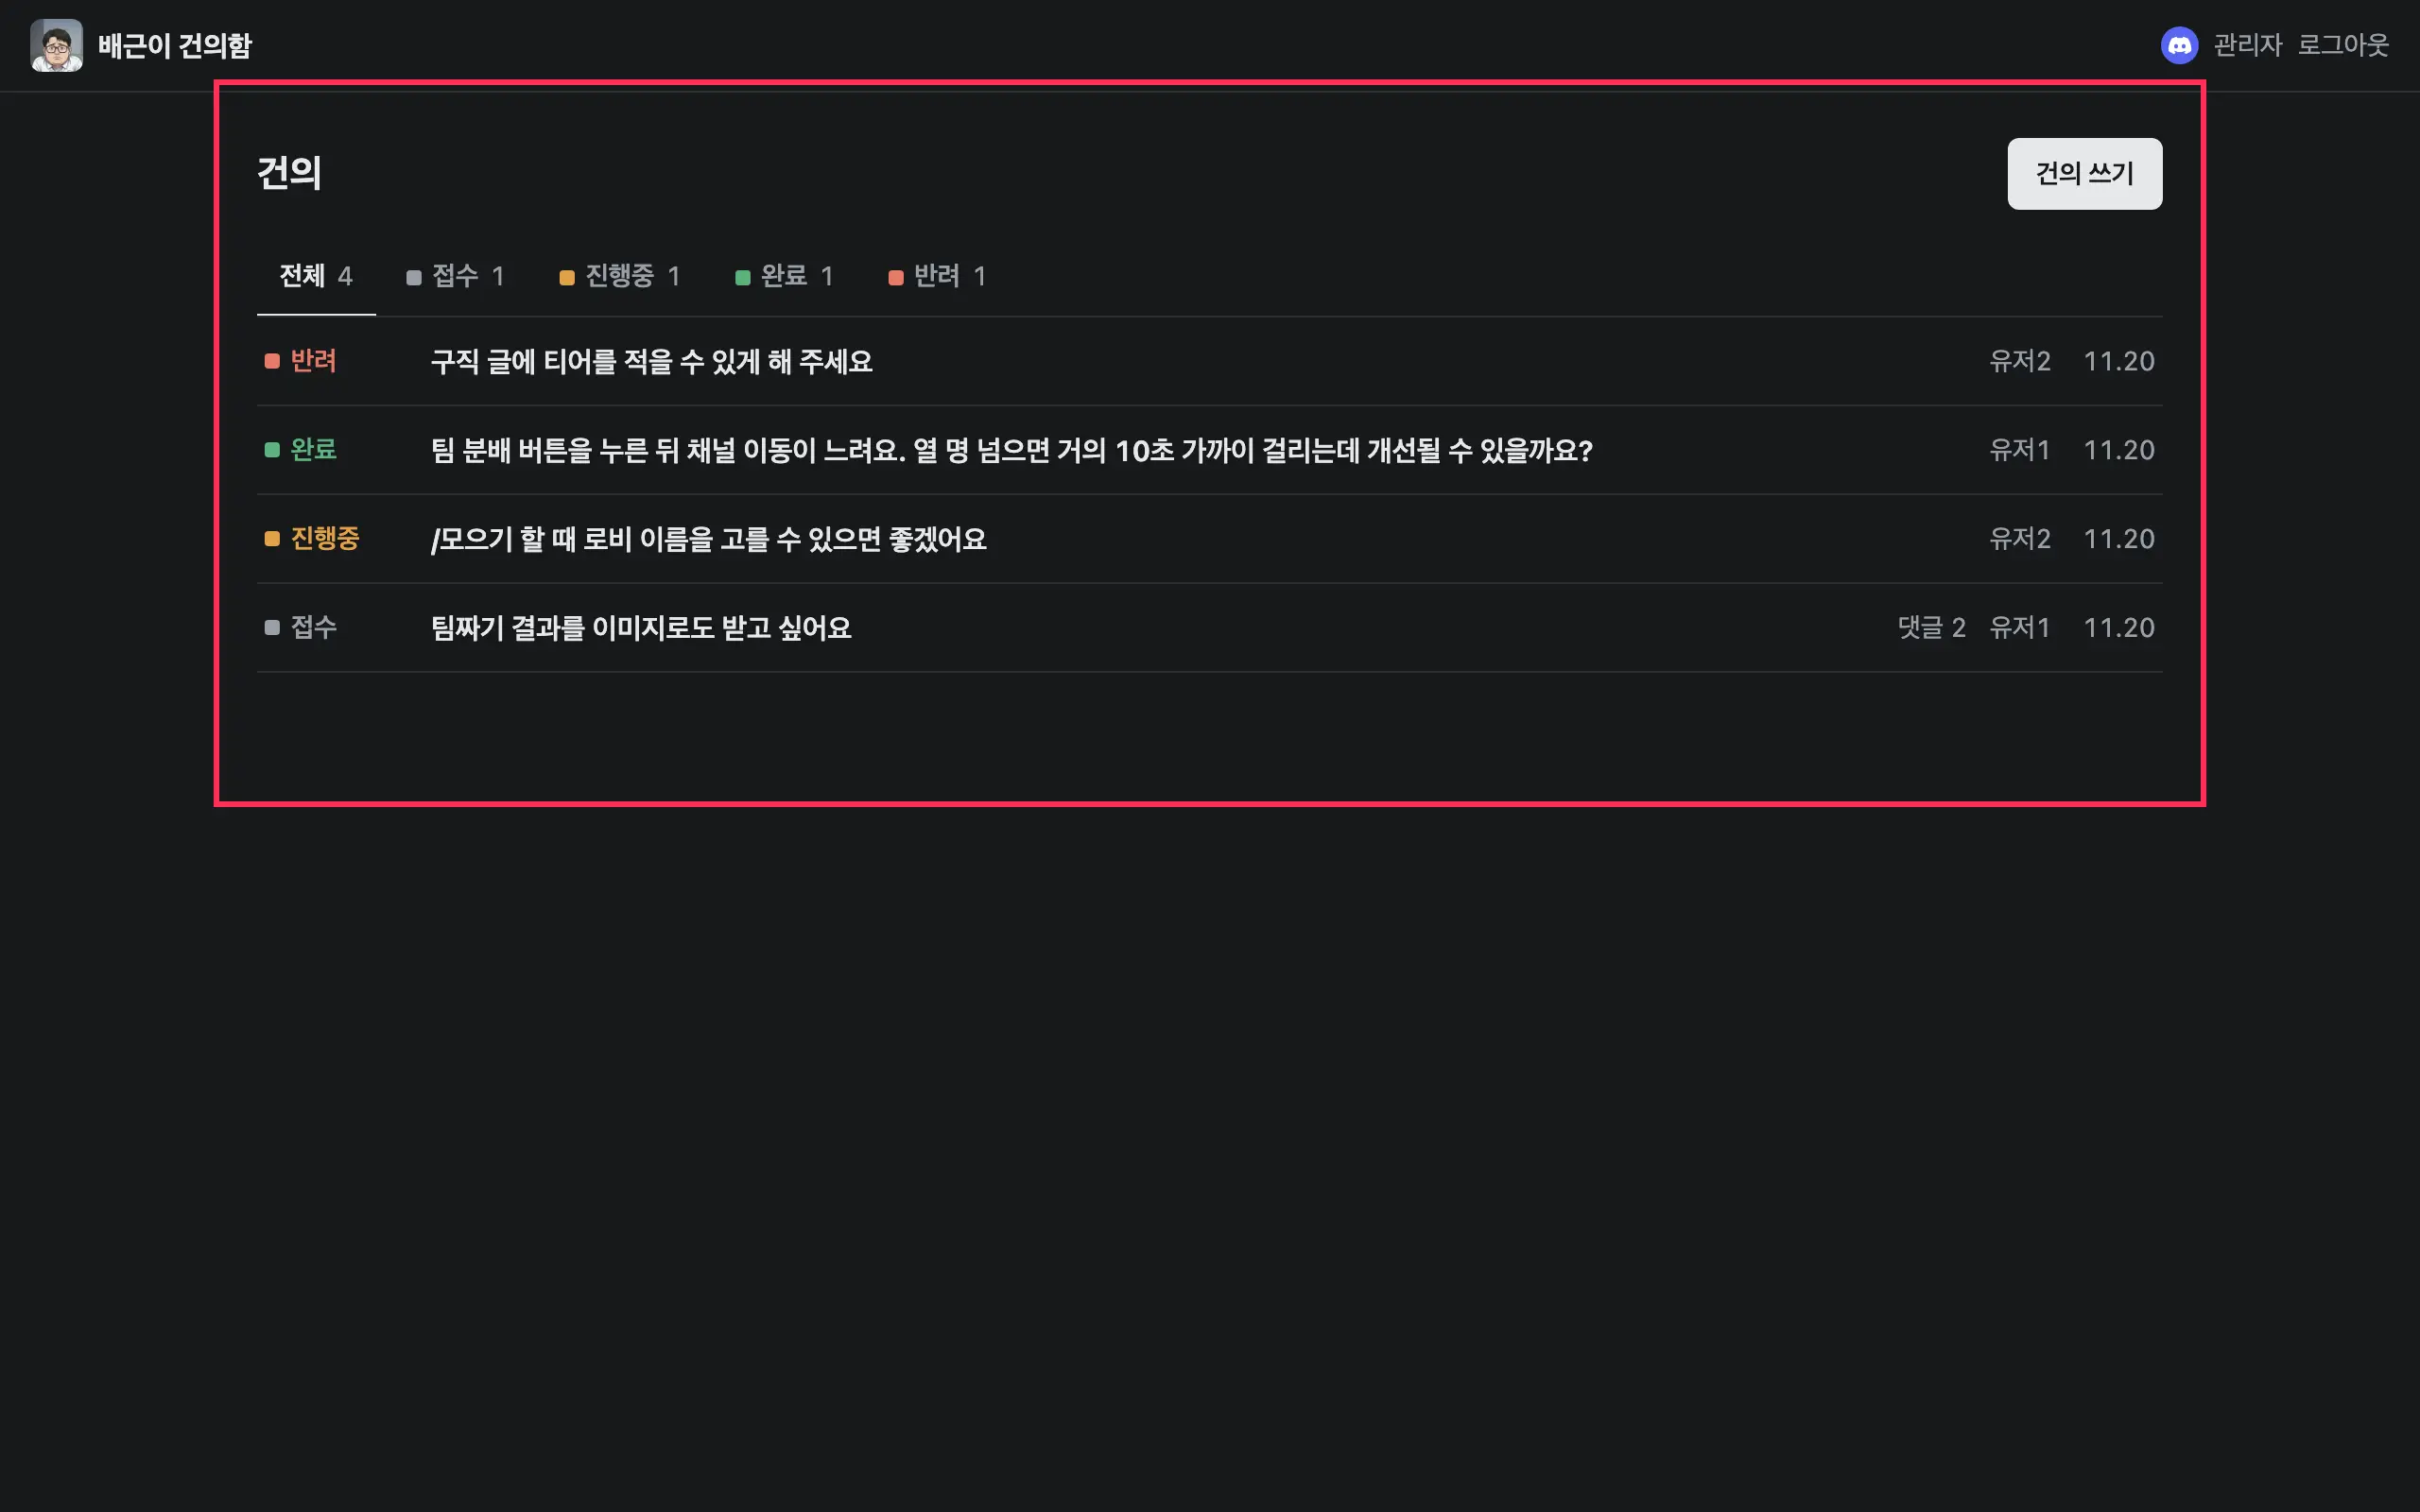 배근이 건의함
관리자 로그아웃
건의
건의 쓰기
전체 4 접수 1 진행중 1 완료 1 반려 1
반려 구직 글에 티어를 적을 수 있게 해 주세요 유저2 11.20
완료 팀 분배 버튼을 누른 뒤 채널 이동이 느려요. 열 명 넘으면 거의 10초 가까이 걸리는데 개선될 수 있을까요? 유저1 11.20
진행중 /모으기 할 때 로비 이름을 고를 수 있으면 좋겠어요 유저2 11.20
접수 팀짜기 결과를 이미지로도 받고 싶어요 댓글 2 유저1 11.20